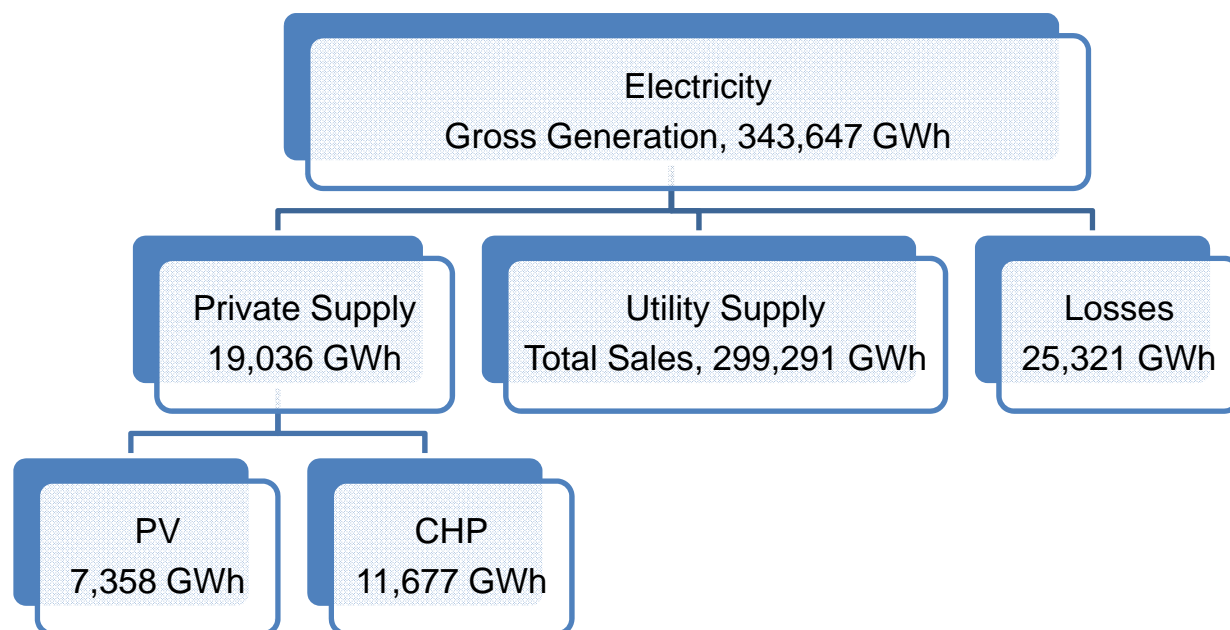 Electricity
Gross Generation, 343,647 GWh
Private Supply
19,036 GWh
Utility Supply
Total Sales, 299,291 GWh
Losses
25,321 GWh
PV
7,358 GWh
CHP
11,677 GWh